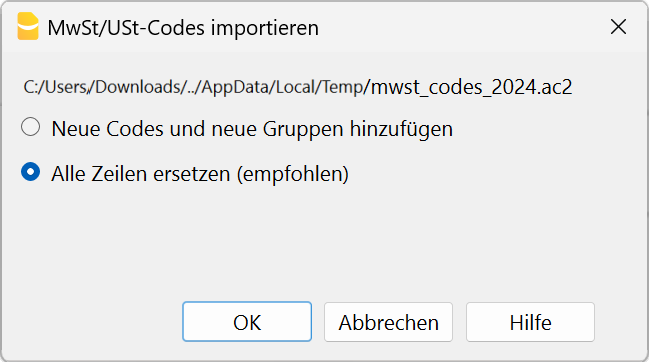 MwSt/USt-Codes importieren
C:/Users,/Downloads/../AppData/Local/Temp/mwst_codes_2024.ac2
Neue Codes und neue Gruppen hinzufügen
Alle Zeilen ersetzen (empfohlen)
OK Abbrechen Hilfe